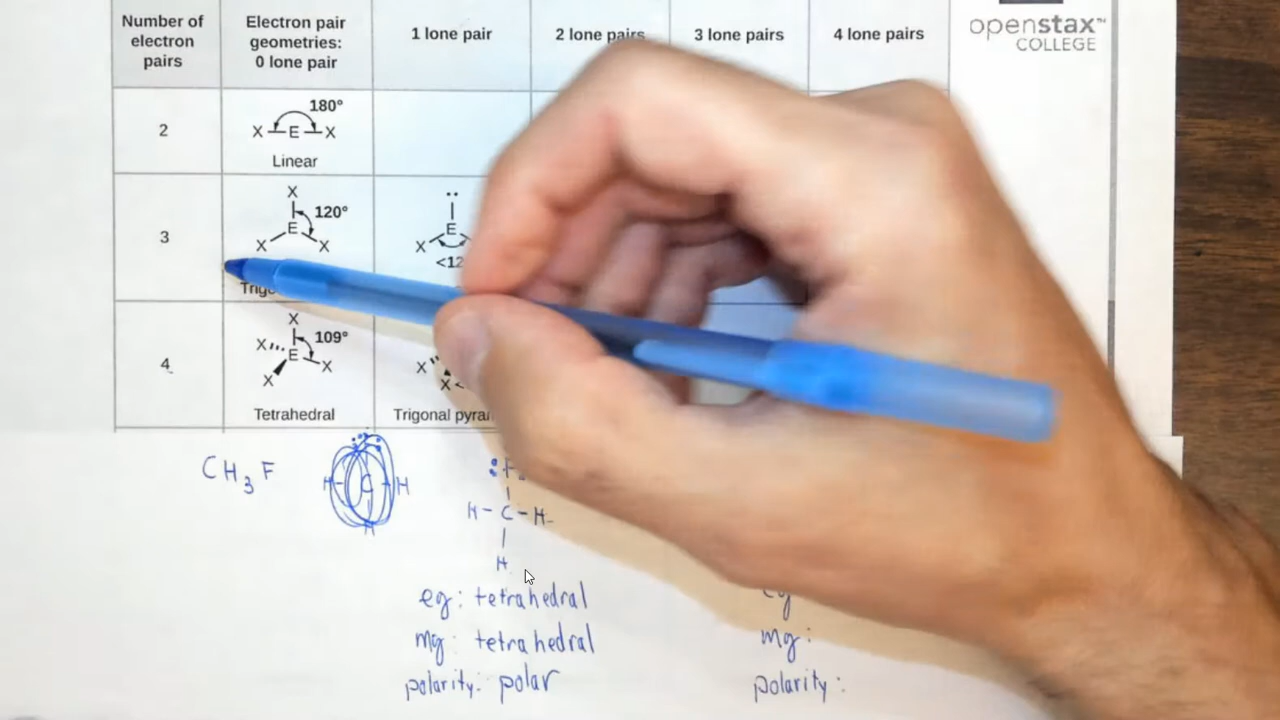 Number of electron pairs
Electron pair geometries: 0 lone pair
1 lone pair
2 lone pairs
3 lone pairs
4 lone pairs
openstax™
COLLEGE
2
180°
X E X
Linear
3
X
120°
E
X X
..
E
X
4
X
109°
X E X
X
Tetrahedral
X
X <
CH3F
H C H
H
H - C - H
H
eg: tetrahedral
mg: tetrahedral
mg:
polarity: polar
polarity: